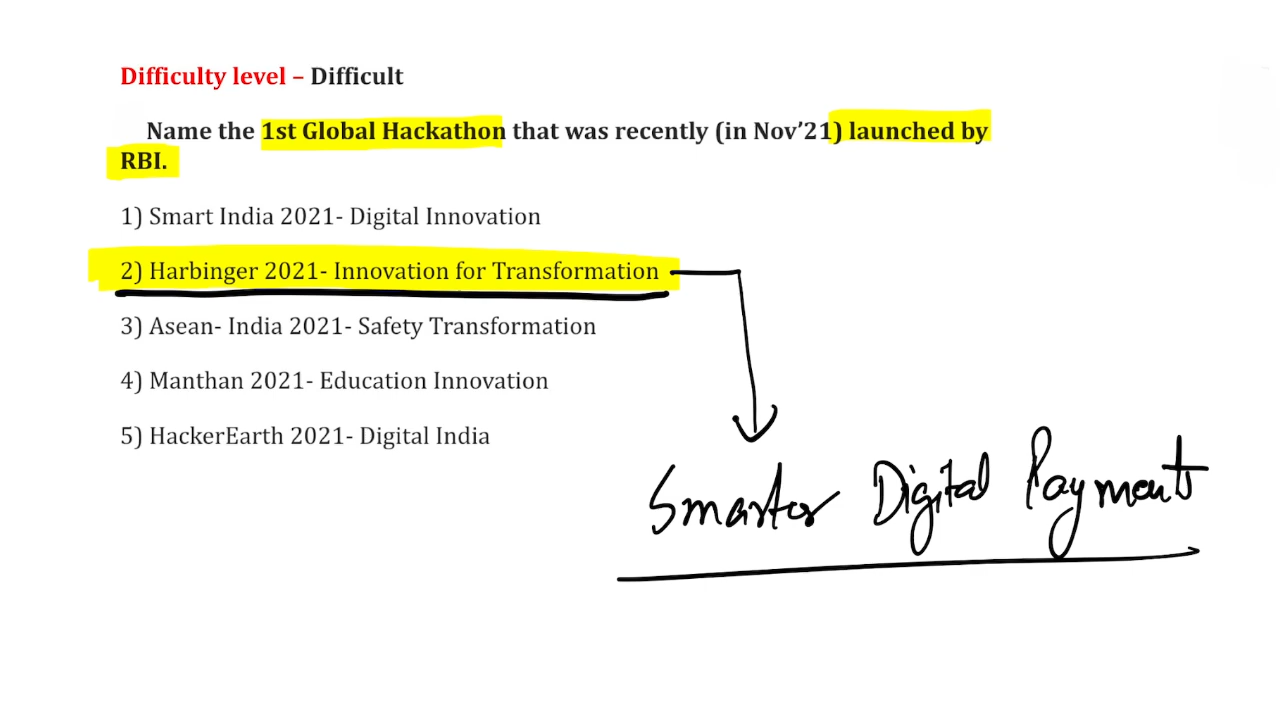 Difficulty level – Difficult
Name the 1st Global Hackathon that was recently (in Nov’21) launched by
RBI.
1) Smart India 2021- Digital Innovation
2) Harbinger 2021- Innovation for Transformation
3) Asean- India 2021- Safety Transformation
4) Manthan 2021- Education Innovation
5) HackerEarth 2021- Digital India
Smarter Digital Payment